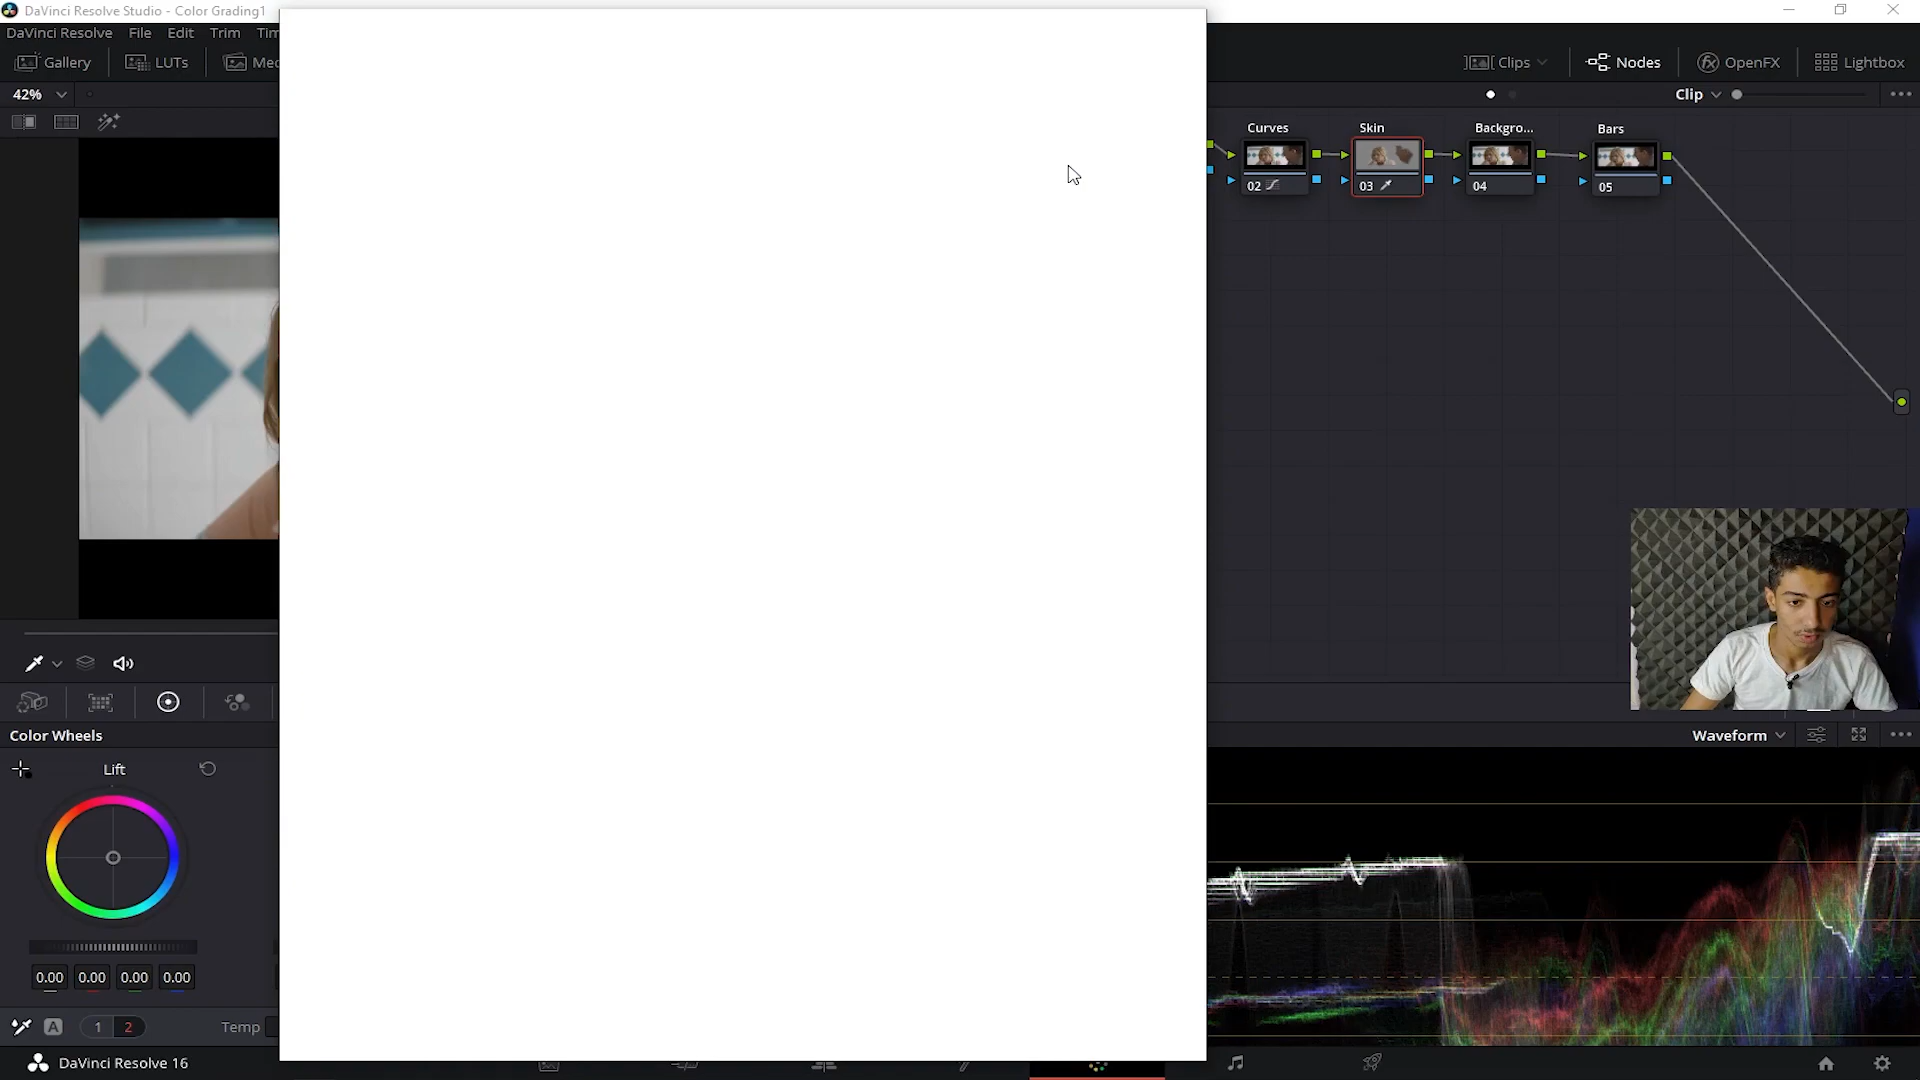 DaVinci Resolve Studio - Color Grading1
DaVinci Resolve File Edit Trim Tim
Gallery LUTs Med Clips Nodes OpenFX Lightbox
42% Clip
Curves Skin Backgro... Bars
02 03 04 05
Color Wheels Waveform
Lift
0.00 0.00 0.00 0.00
A 1 2 Temp
DaVinci Resolve 16